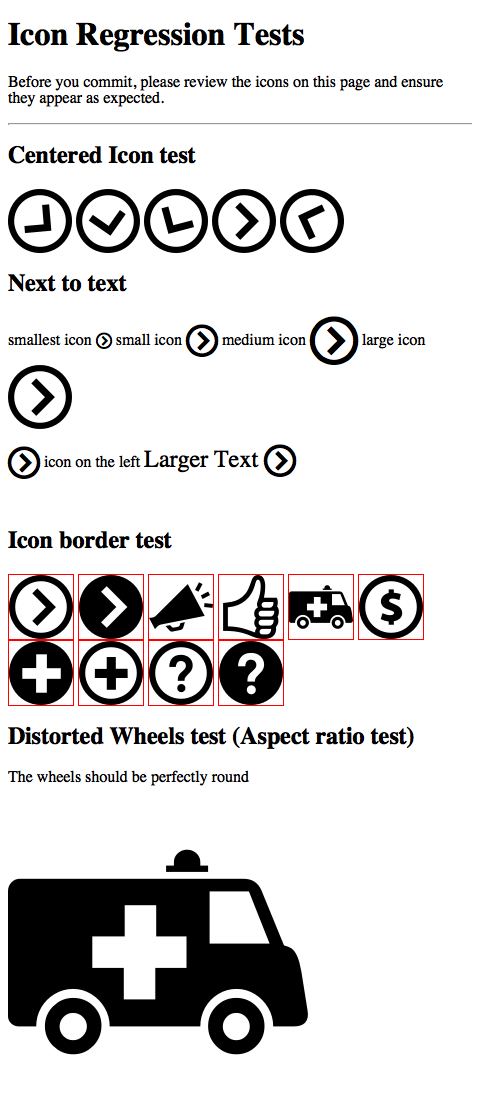 Icon Regression Tests
Before you commit, please review the icons on this page and ensure
they appear as expected.
Centered Icon test
Next to text
smallest icon small icon medium icon large icon
icon on the left Larger Text
Icon border test
$
? ?
Distorted Wheels test (Aspect ratio test)
The wheels should be perfectly round